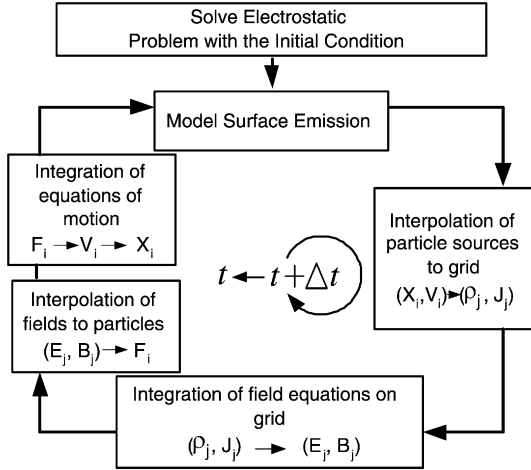 Solve Electrostatic
Problem with the Initial Condition
Model Surface Emission
Integration of
equations of
motion
F_i → V_i → X_i
Interpolation of
particle sources
to grid
(X_i,V_i)→(ρ_j, J_j)
t ← t+Δt
Interpolation of
fields to particles
(E_j, B_j) → F_i
Integration of field equations on
grid
(ρ_j, J_j) → (E_j, B_j)